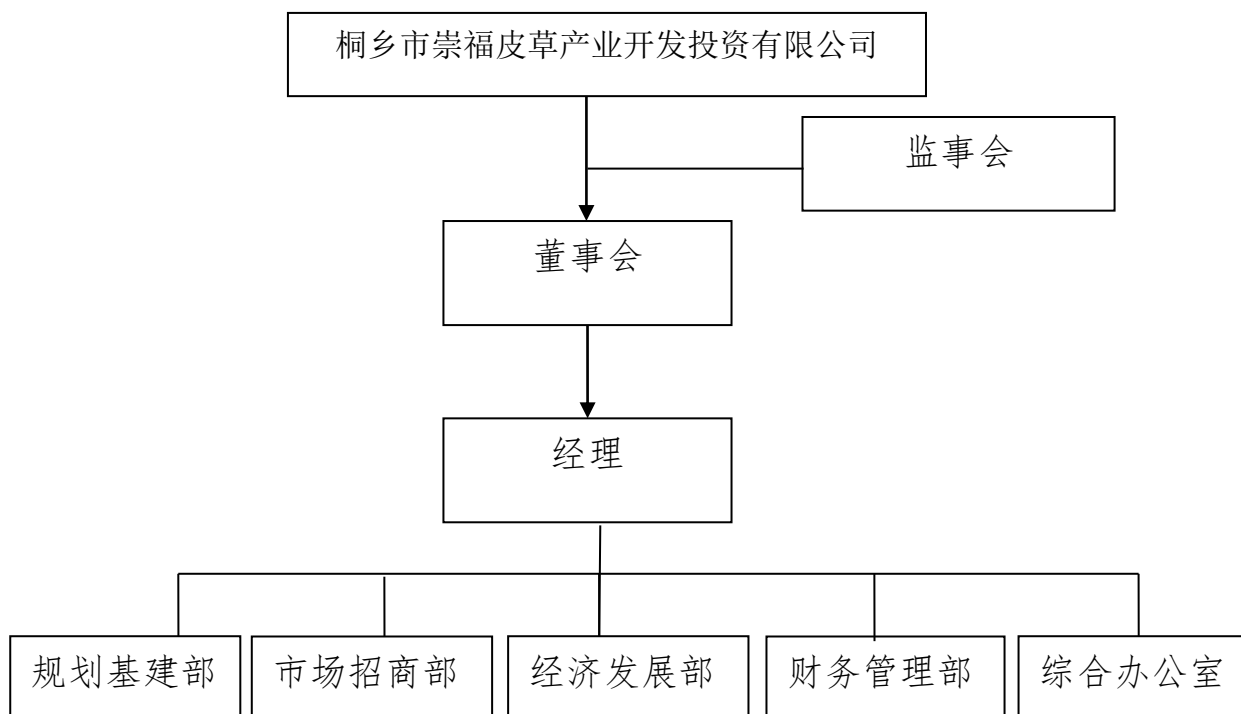 桐乡市崇福皮草产业开发投资有限公司
监事会
董事会
经理
规划基建部
市场招商部
经济发展部
财务管理部
综合办公室